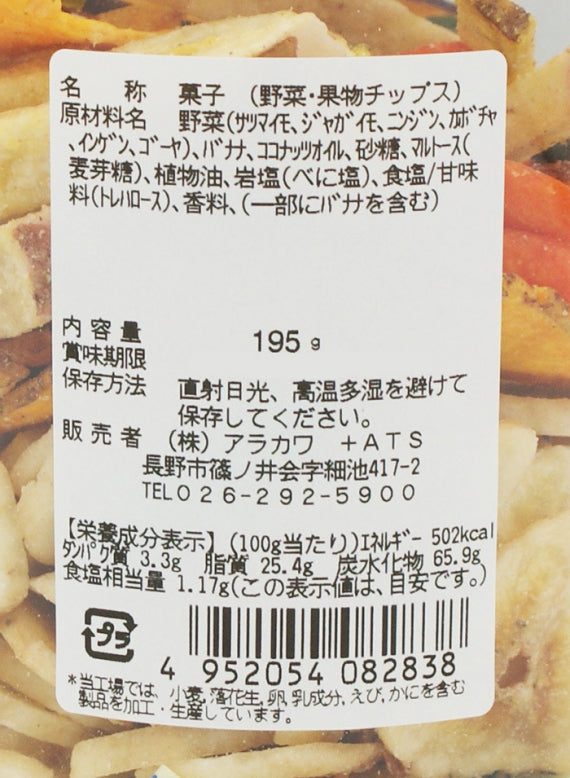 名称 菓子 (野菜・果物チップス)
原材料名 野菜(サツマイモ、ジャガイモ、ニンジン、カボチャ
、インゲン、ゴーヤ)、バナナ、ココナッツオイル、砂糖、マルトース(
麦芽糖)、植物油、岩塩(べに塩)、食塩/甘味
料(トレハロース)、香料、(一部にバナナを含む)
内容量 195g
賞味期限
保存方法 直射日光、高温多湿を避けて
保存してください。
販売者 (株)アラカワ +ATS
長野市篠ノ井会字細池417-2
TEL026-292-5900
【栄養成分表示】(100g当たり)エネルギー 502kcal
タンパク質 3.3g 脂質 25.4g 炭水化物 65.9g
食塩相当量 1.17g(この表示値は、目安です。)
プラ
4 952054 082838
*当工場では、小麦,落花生,卵,乳成分,えび,かにを含む
製品を加工・生産しています。